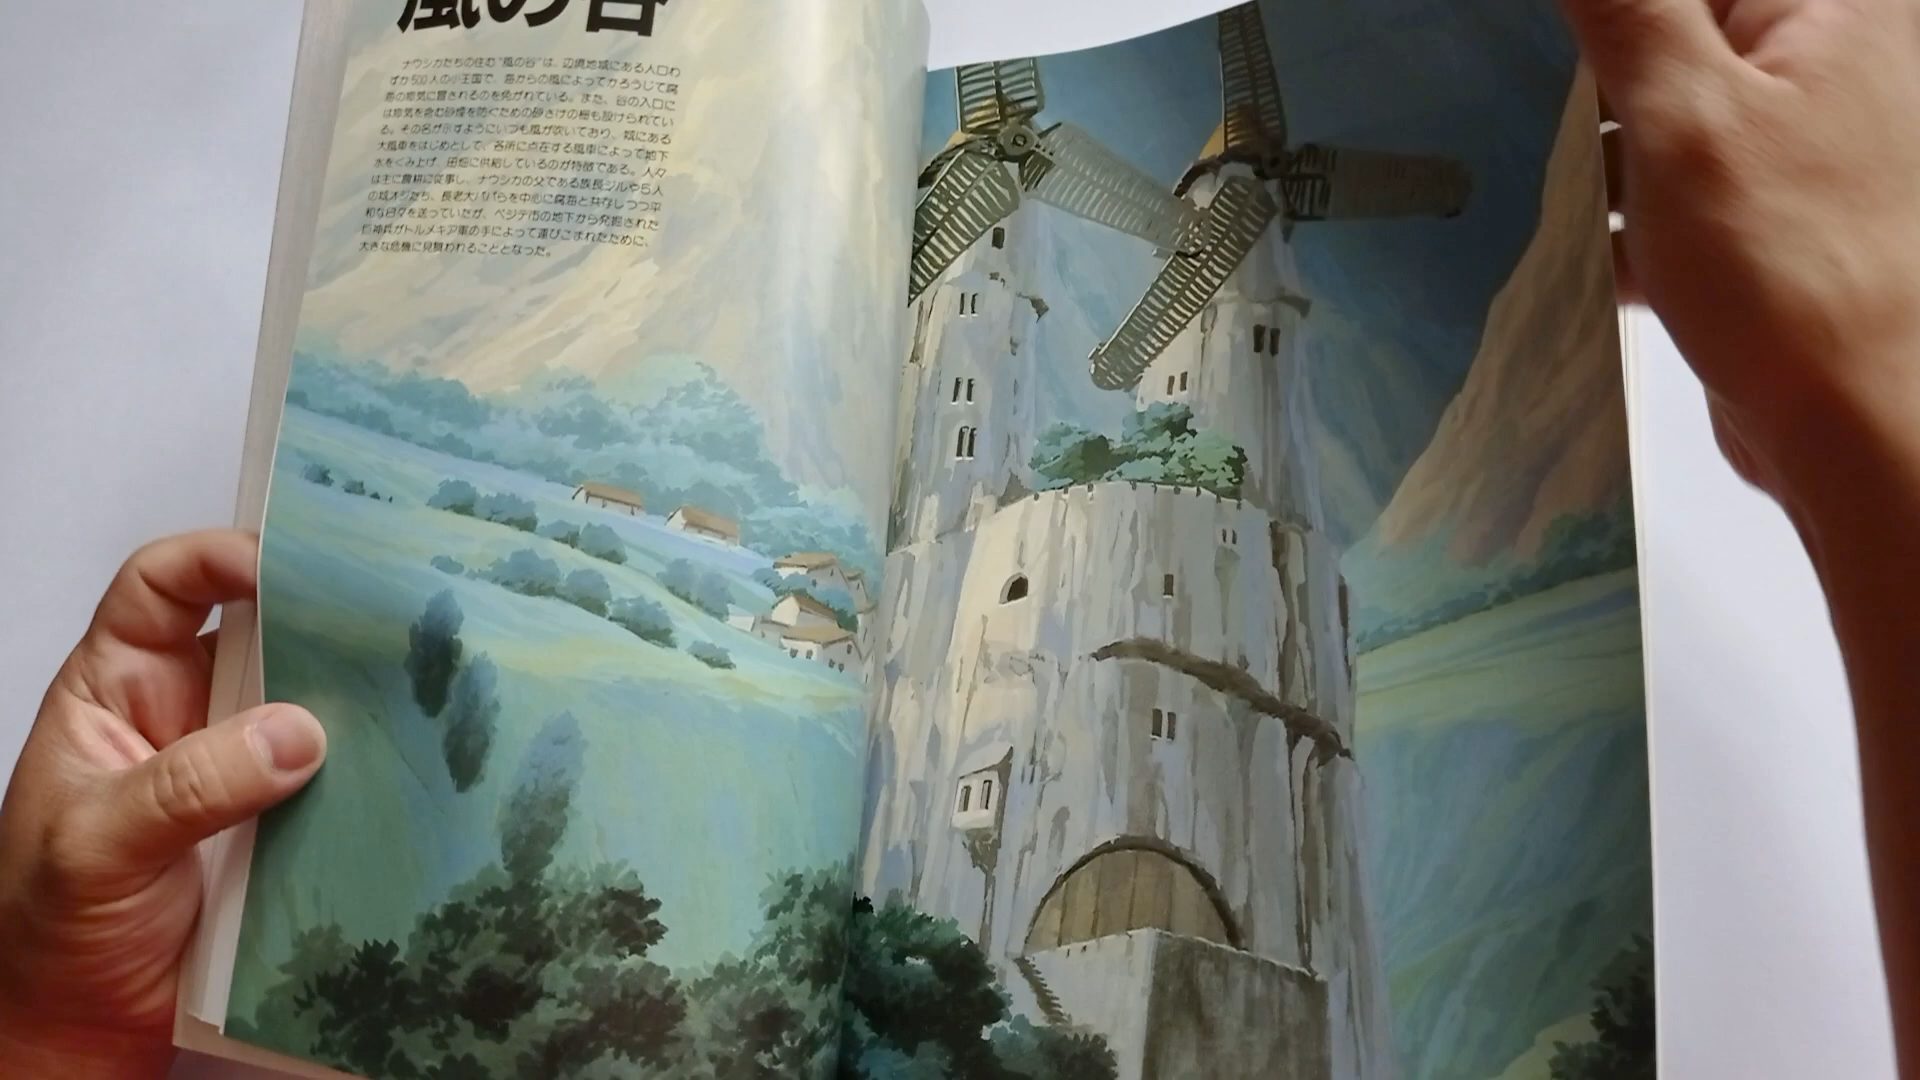 風の谷
ナウシカたちの住む“風の谷”は、辺境地域にある人口わ
ずか500人の小王国で、海からの風によってかろうじて腐
海の瘴気に冒されるのを免がれている。また、谷の入口に
は瘴気を含む砂煙を防ぐための砂さけの柵も設けられてい
る。その名が示すようにいつも風が吹いており、城にある
大風車をはじめとして、各所に点在する風車によって地下
水をくみ上げ、田畑に供給しているのが特徴である。人々
は主に農耕に従事し、ナウシカの父である族長ジルや5人
の城オジたち、長老大ババらを中心に腐海と共存しつつ平
和な日々を送っていたが、ペジテ市の地下から発掘された
巨神兵がトルメキア軍の手によって運びこまれたために、
大きな危機に見舞われることとなった。